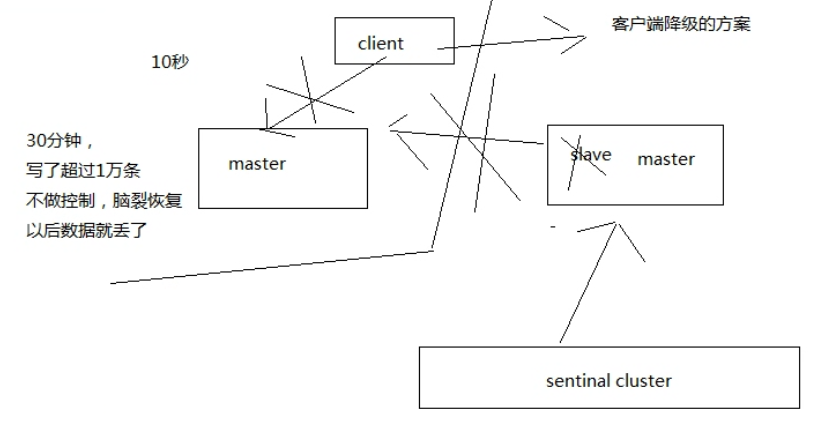 客户端降级的方案
client
10秒
30分钟，
写了超过1万条
不做控制，脑裂恢复
以后数据就丢了
master
slave
master
sentinal cluster